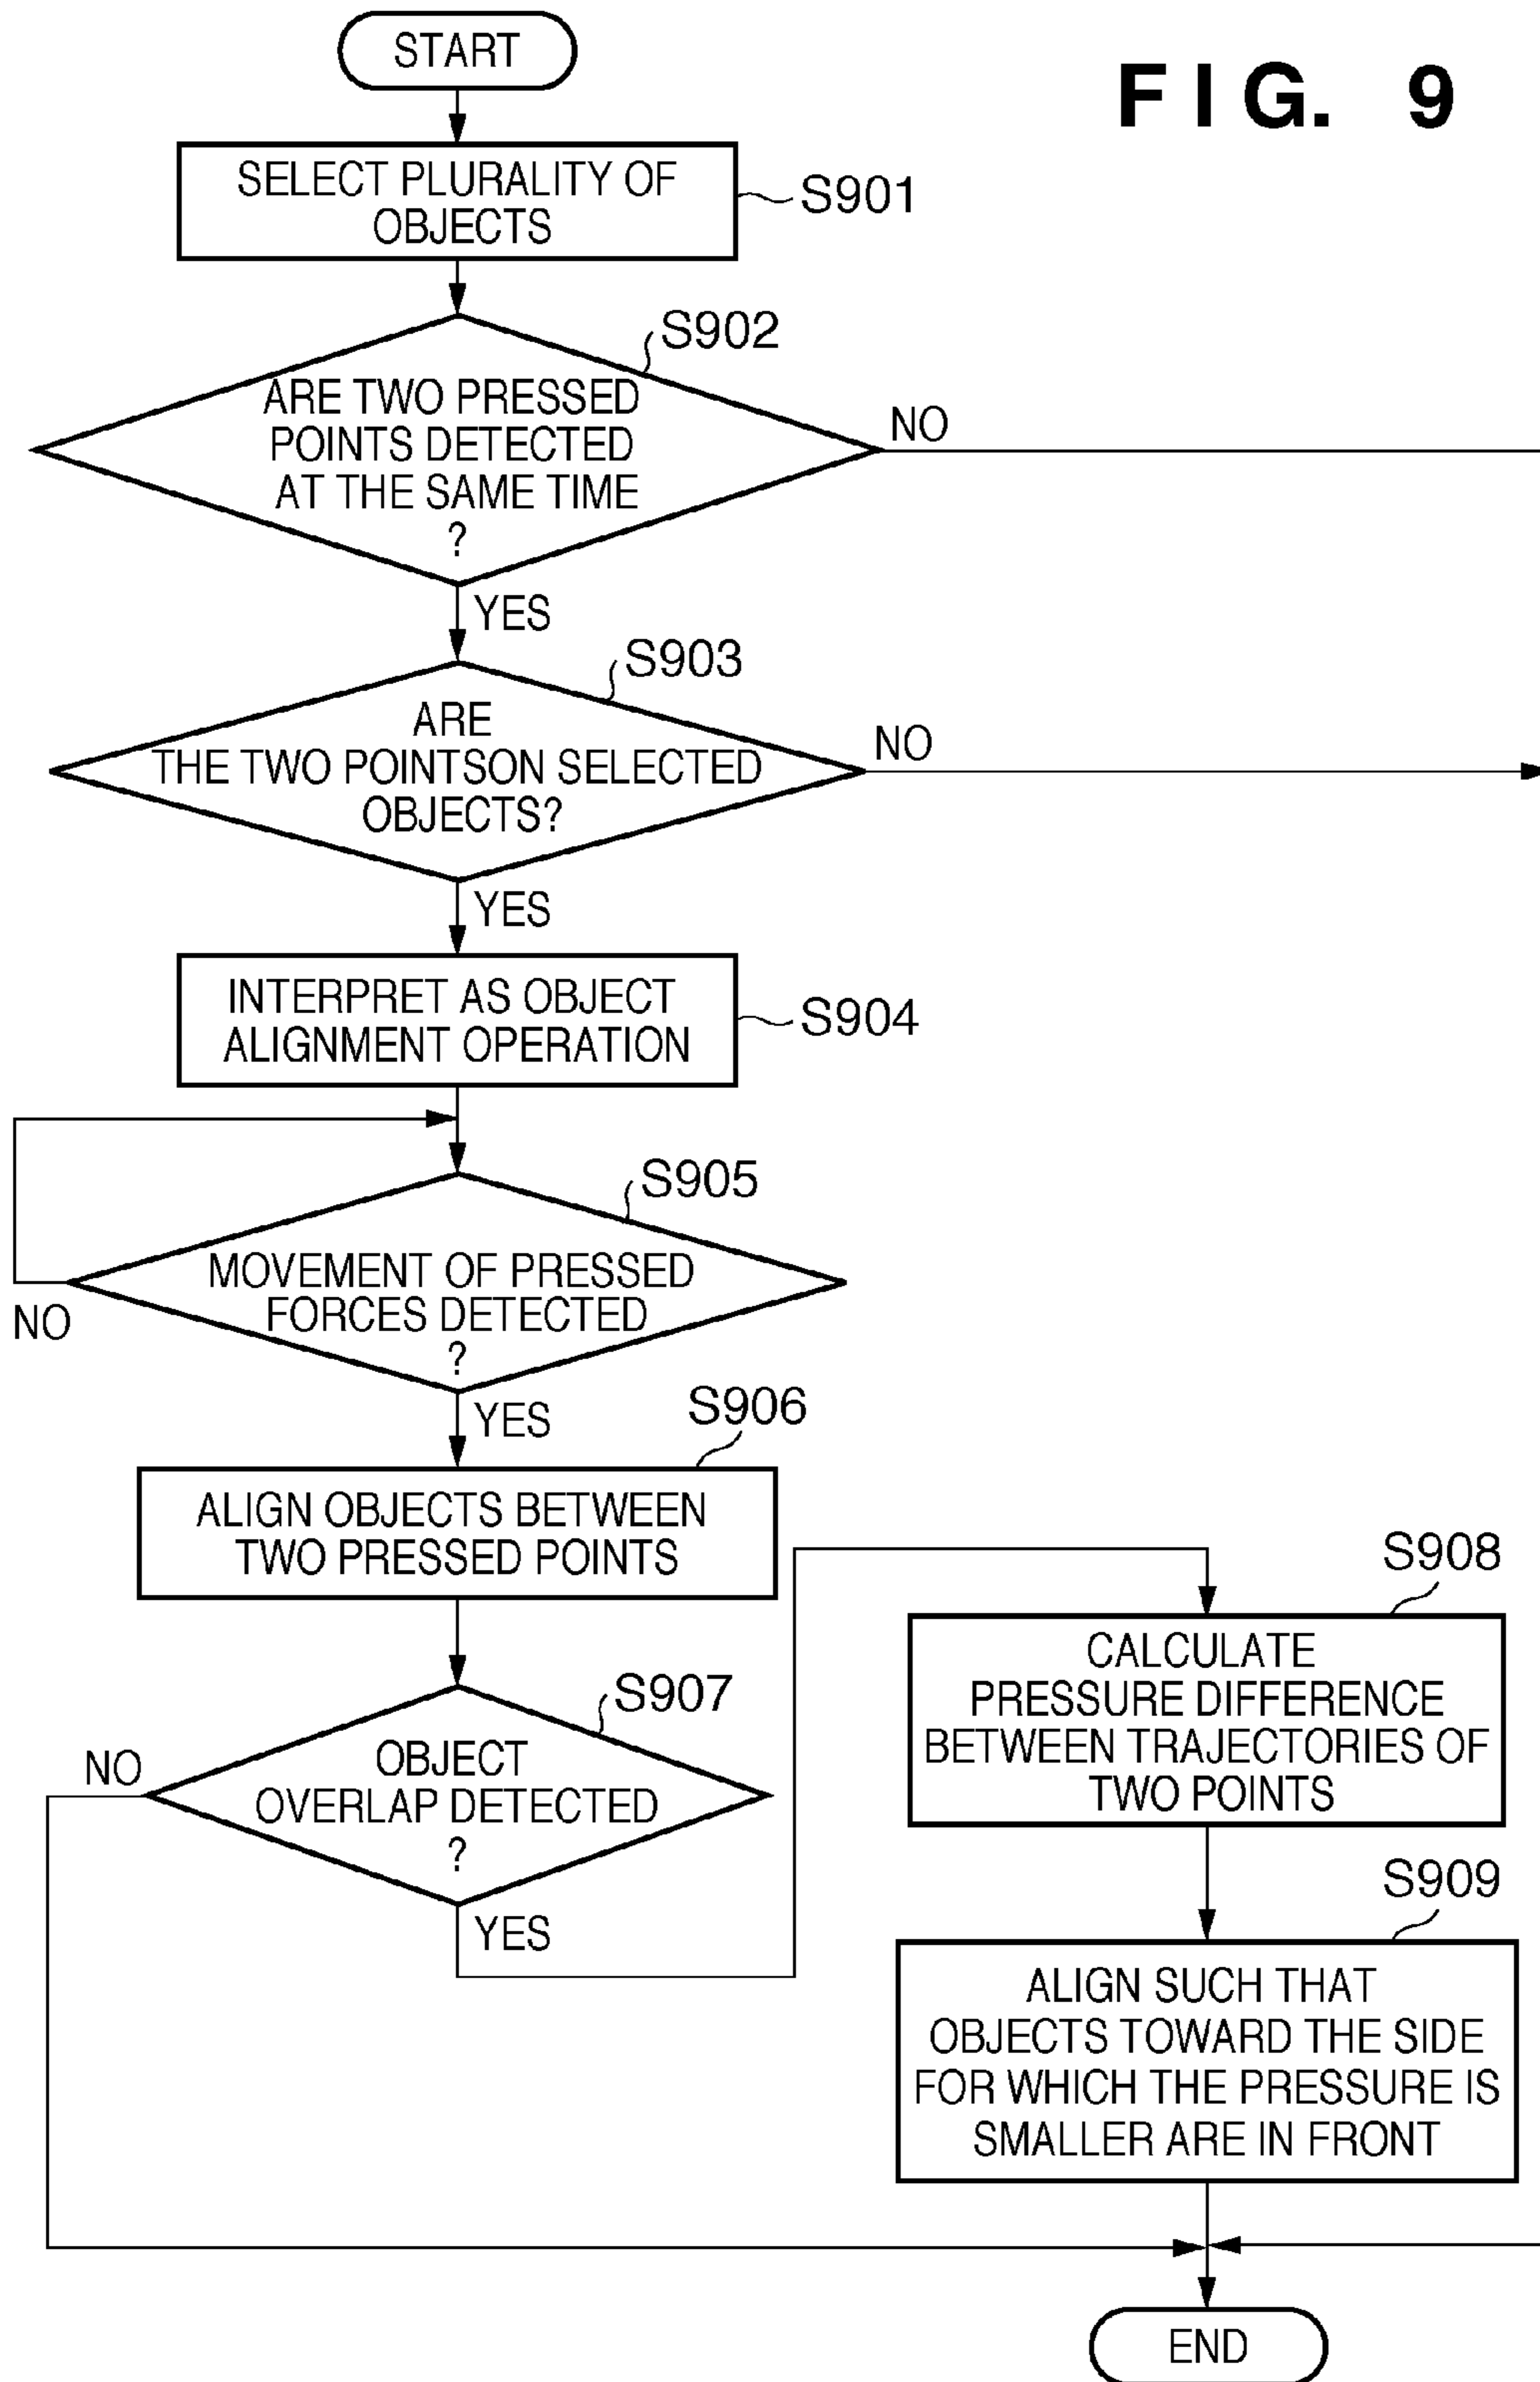 START
FIG. 9
SELECT PLURALITY OF
OBJECTS
S901
S902
ARE TWO PRESSED
POINTS DETECTED
AT THE SAME TIME
?
NO
YES
S903
ARE
THE TWO POINTSON SELECTED
OBJECTS?
NO
YES
INTERPRET AS OBJECT
ALIGNMENT OPERATION
S904
S905
MOVEMENT OF PRESSED
FORCES DETECTED
?
NO
YES
S906
ALIGN OBJECTS BETWEEN
TWO PRESSED POINTS
S907
OBJECT
OVERLAP DETECTED
?
NO
YES
S908
CALCULATE
PRESSURE DIFFERENCE
BETWEEN TRAJECTORIES OF
TWO POINTS
S909
ALIGN SUCH THAT
OBJECTS TOWARD THE SIDE
FOR WHICH THE PRESSURE IS
SMALLER ARE IN FRONT
END